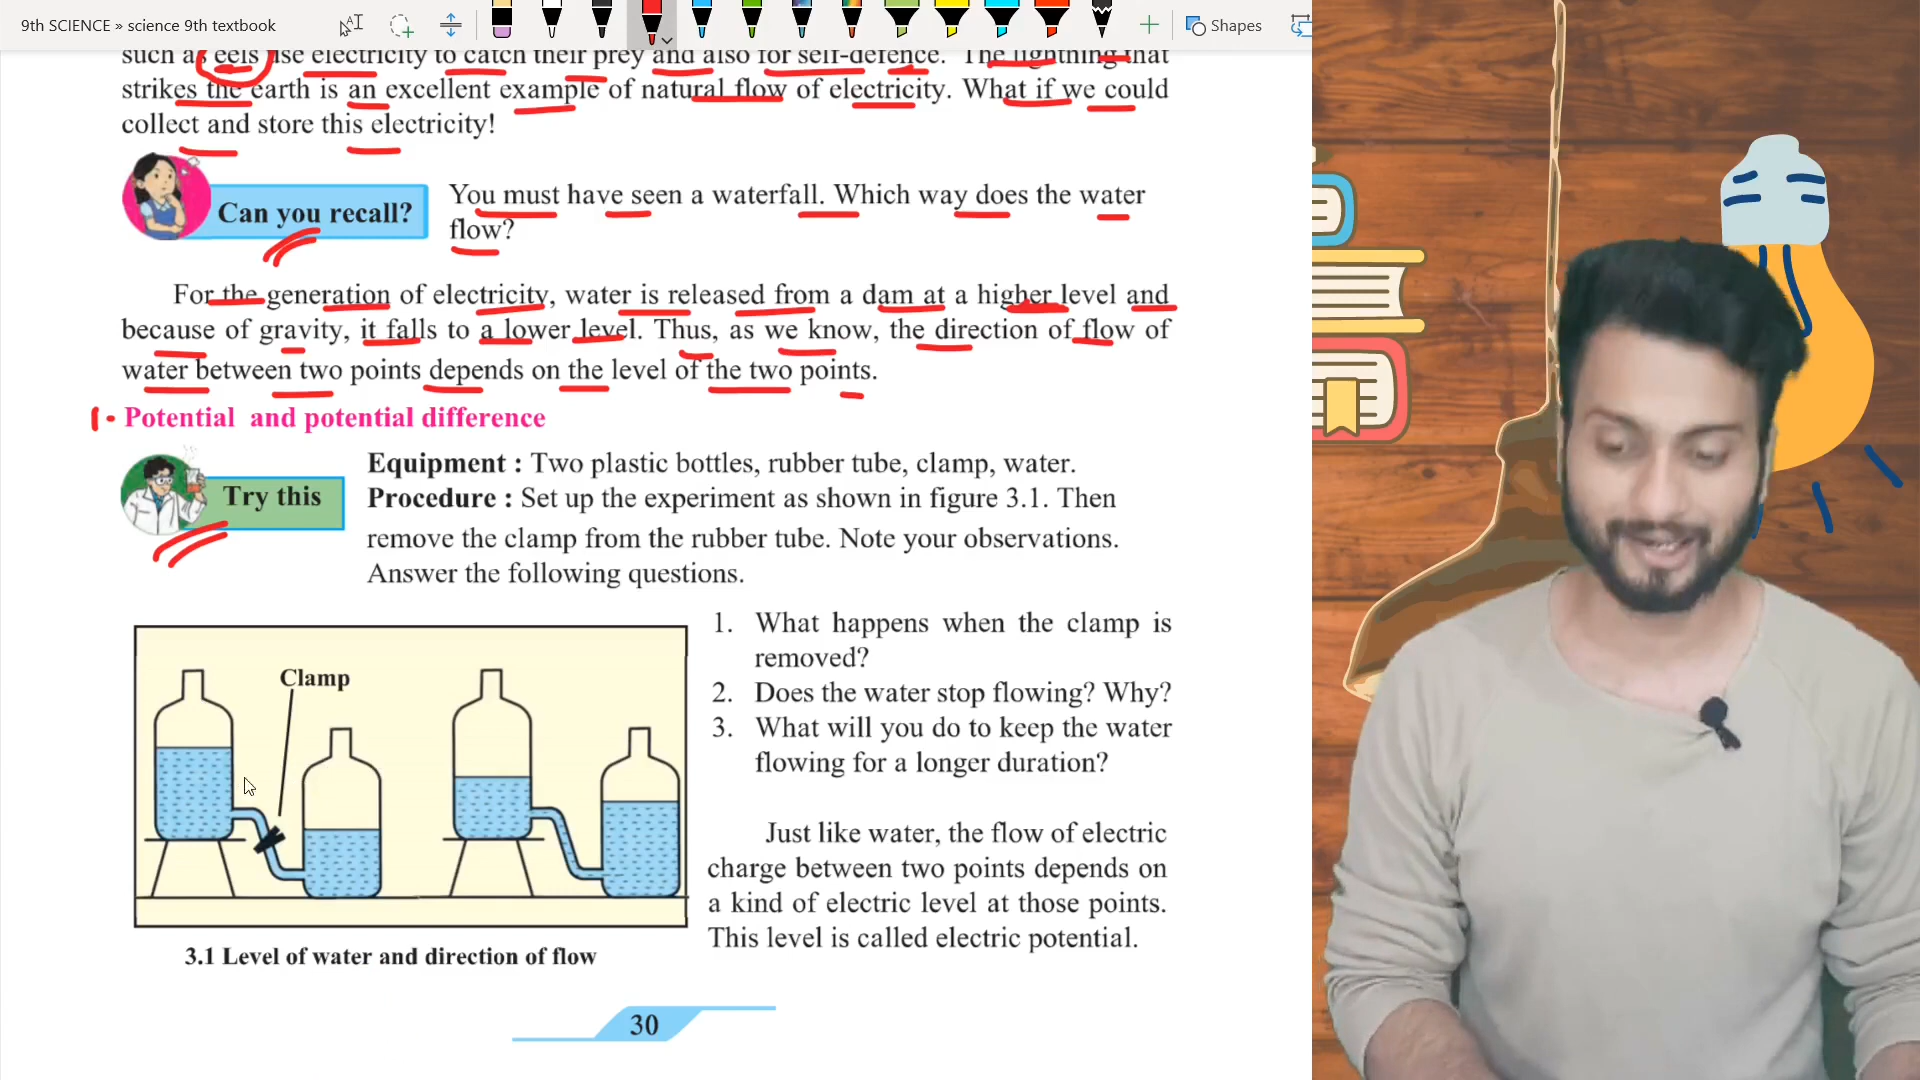 9th SCIENCE » science 9th textbook
Shapes
such as eels use electricity to catch their prey and also for self-defence. The lightning that
strikes the earth is an excellent example of natural flow of electricity. What if we could
collect and store this electricity!
Can you recall?
You must have seen a waterfall. Which way does the water
flow?
For the generation of electricity, water is released from a dam at a higher level and
because of gravity, it falls to a lower level. Thus, as we know, the direction of flow of
water between two points depends on the level of the two points.
1- Potential and potential difference
Try this
Equipment : Two plastic bottles, rubber tube, clamp, water.
Procedure : Set up the experiment as shown in figure 3.1. Then
remove the clamp from the rubber tube. Note your observations.
Answer the following questions.
Clamp
3.1 Level of water and direction of flow
1. What happens when the clamp is
removed?
2. Does the water stop flowing? Why?
3. What will you do to keep the water
flowing for a longer duration?
Just like water, the flow of electric
charge between two points depends on
a kind of electric level at those points.
This level is called electric potential.
30